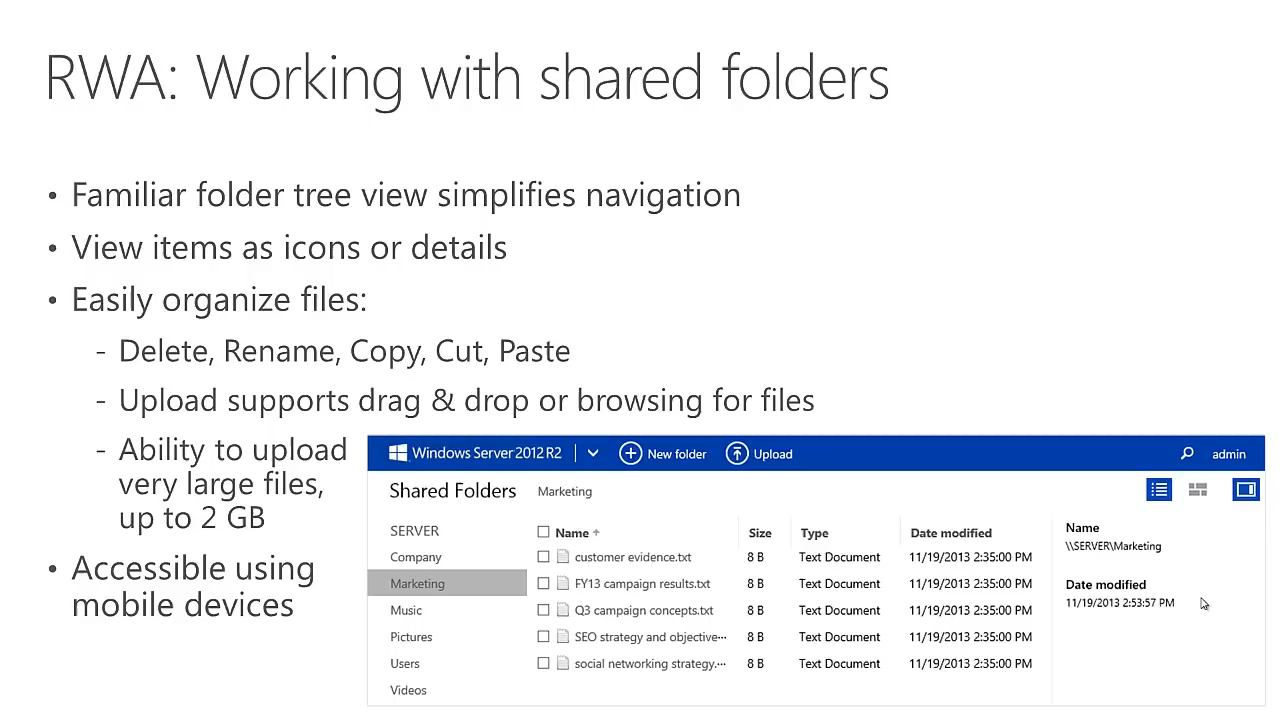 RWA: Working with shared folders
• Familiar folder tree view simplifies navigation
• View items as icons or details
• Easily organize files:
- Delete, Rename, Copy, Cut, Paste
- Upload supports drag & drop or browsing for files
- Ability to upload
very large files,
up to 2 GB
• Accessible using
mobile devices
Windows Server 2012 R2 New folder Upload admin
Shared Folders Marketing
SERVER
Company
Marketing
Music
Pictures
Users
Videos
Name Size Type Date modified
customer evidence.txt 8 B Text Document 11/19/2013 2:35:00 PM
FY13 campaign results.txt 8 B Text Document 11/19/2013 2:35:00 PM
Q3 campaign concepts.txt 8 B Text Document 11/19/2013 2:35:00 PM
SEO strategy and objective... 8 B Text Document 11/19/2013 2:35:00 PM
social networking strategy.... 8 B Text Document 11/19/2013 2:35:00 PM
Name
\\SERVER\Marketing
Date modified
11/19/2013 2:53:57 PM